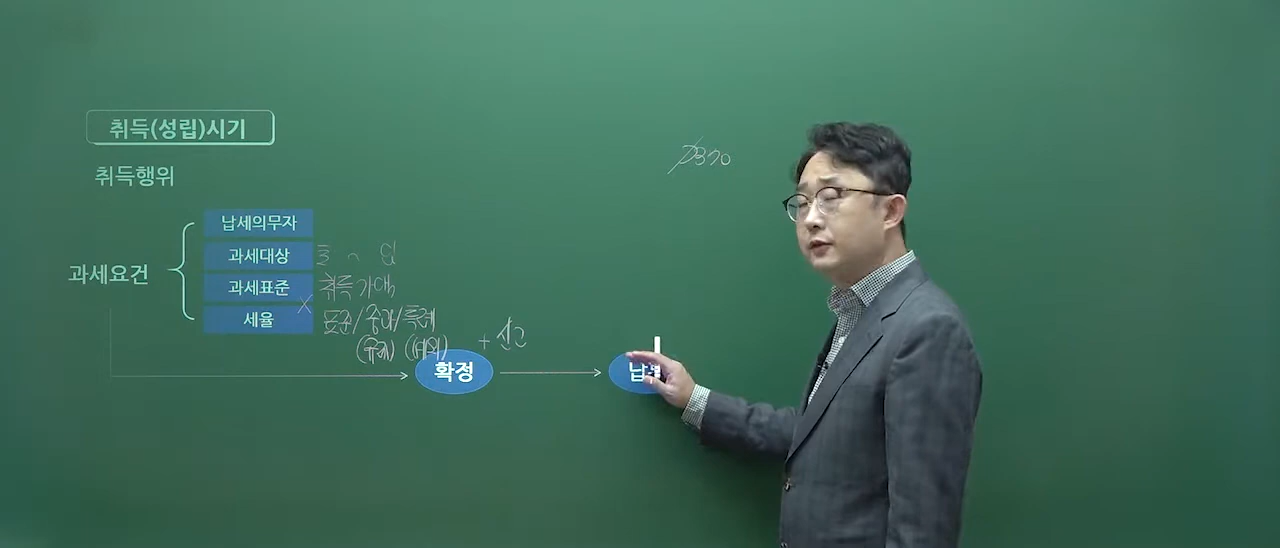 취득(성립)시기
취득행위
과세요건
납세의무자
과세대상
과세표준 취득가액
세율 표준/중과/특례
+ 신고
확정